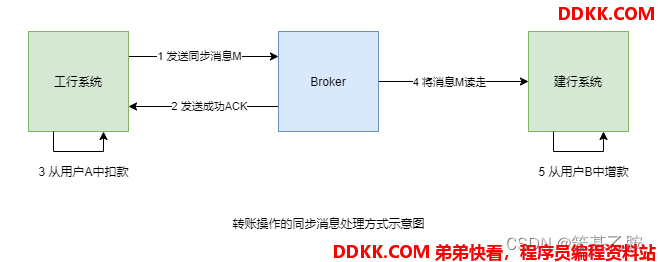 DDKK.COM
1 发送同步消息M
工行系统
Broker
4 将消息M读走
建行系统
2 发送成功ACK
3 从用户A中扣款
5 从用户B中增款
转账操作的同步消息处理方式示意图
CSDN @笨其乙胺
DDKK.COM 弟弟快看，程序员编程资料站